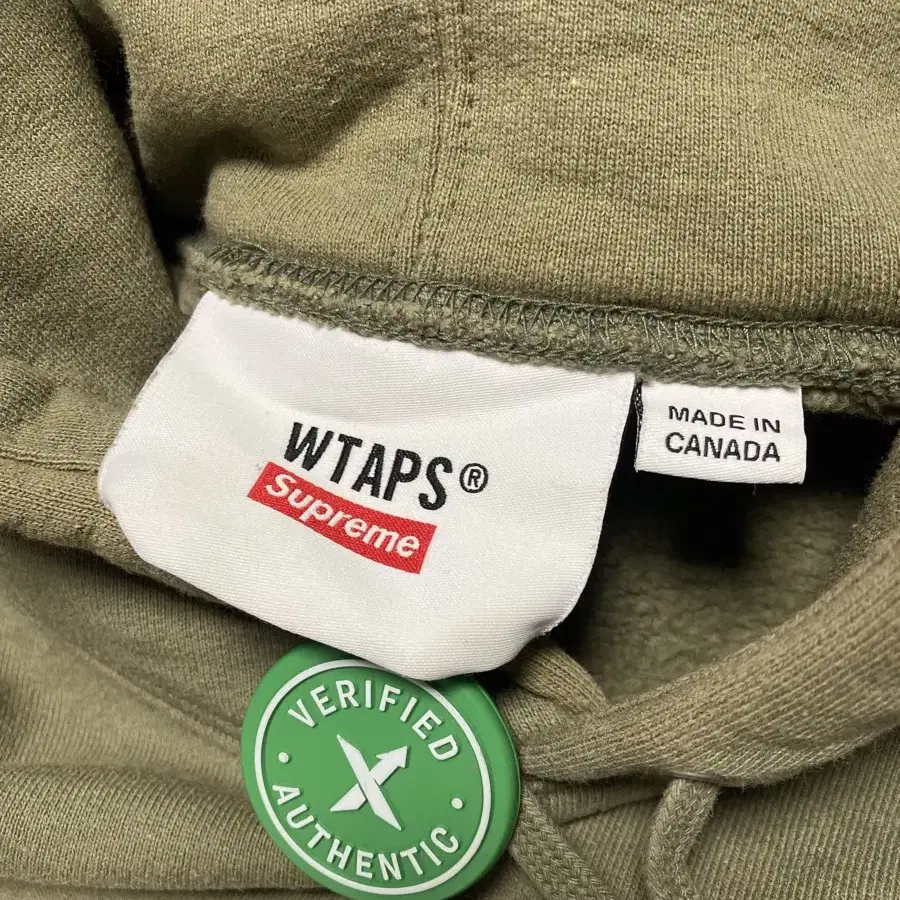 WTAPS®
Supreme
MADE IN
CANADA
VERIFIED
AUTHENTIC